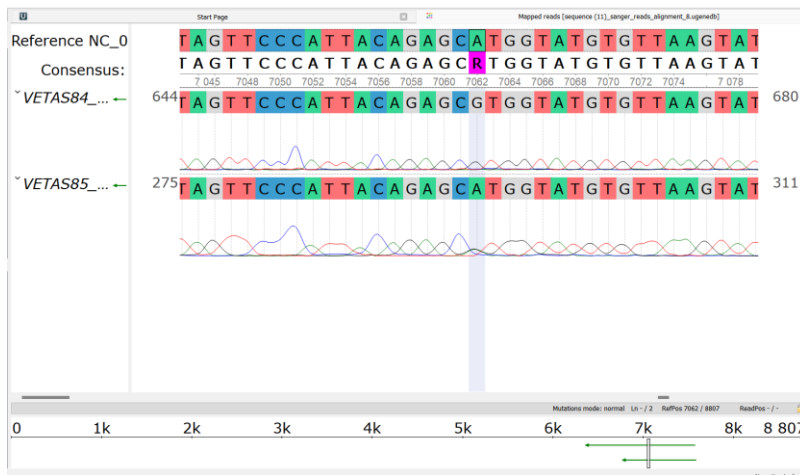 Start Page
Mapped reads [sequence (11)_sanger_reads_alignment_8.ugenedb]
Reference NC_0 TAGTTCCCATTACAGAGCATGGTATGTGTTAAGTAT
Consensus: TAGTTCCCATTACAGAGCRTGGTATGTGTTAAGTAT
7 045 7048 7050 7052 7054 7056 7058 7060 7062 7064 7066 7068 7070 7072 7074 7 078
VETAS84_... 644 TAGTTCCCATTACAGAGCGTGGTATGTGTTAAGTAT 680
VETAS85_... 275 TAGTTCCCATTACAGAGCATGGTATGTGTTAAGTAT 311
Mutations mode: normal Ln - / 2 RefPos 7062 / 8807 ReadPos - / -
0 1k 2k 3k 4k 5k 6k 7k 8k 8 807